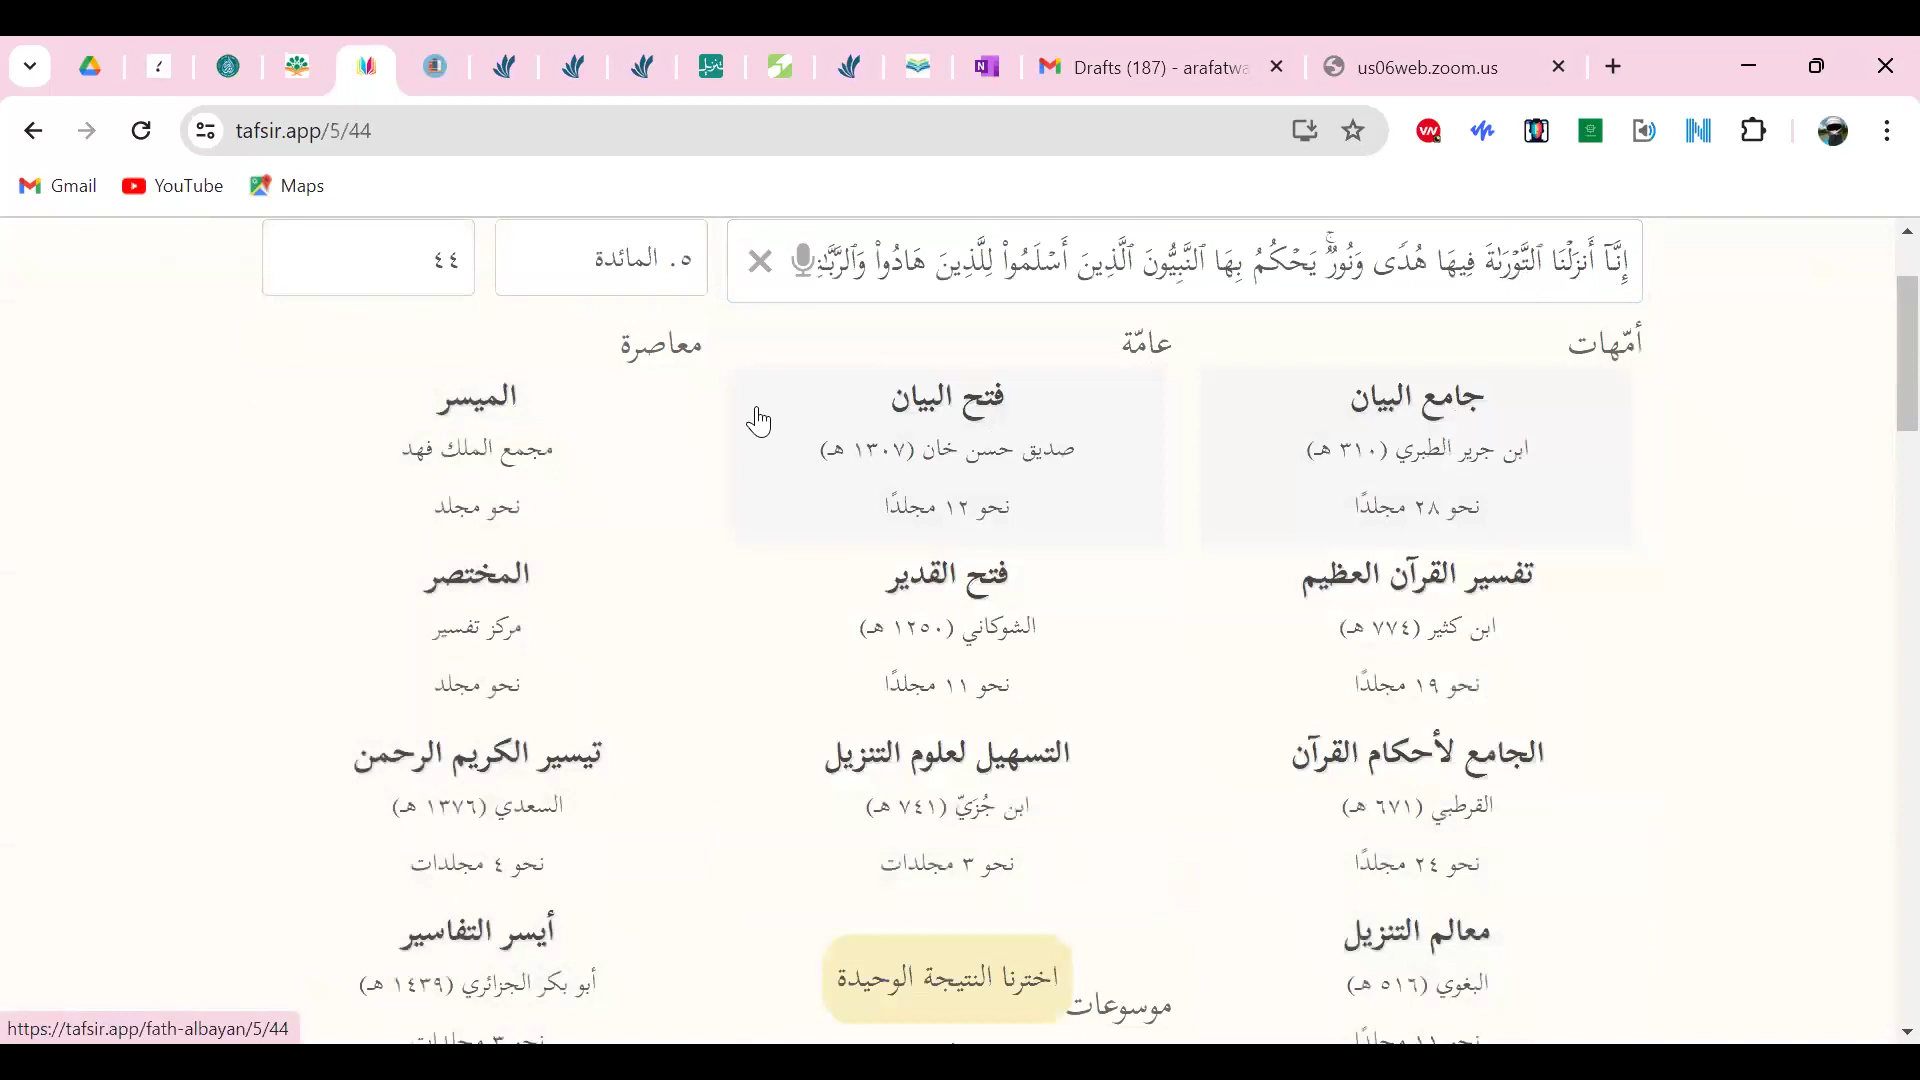 Drafts (187) - arafatwa
us06web.zoom.us
tafsir.app/5/44
Gmail
YouTube
Maps
إِنَّآ أَنزَلْنَا ٱلتَّوْرَىٰةَ فِيهَا هُدًى وَنُورٌۚ يَحْكُمُ بِهَا ٱلنَّبِيُّونَ ٱلَّذِينَ أَسْلَمُوا۟ لِلَّذِينَ هَادُوا۟
٥. المائدة
٤٤
أمّهات
عامّة
معاصرة
جامع البيان
فتح البيان
الميسر
ابن جرير الطبري (٣١٠ هـ)
صديق حسن خان (١٣٠٧ هـ)
مجمع الملك فهد
نحو ٢٨ مجلدًا
نحو ١٢ مجلدًا
نحو مجلد
تفسير القرآن العظيم
فتح القدير
المختصر
ابن كثير (٧٧٤ هـ)
الشوكاني (١٢٥٠ هـ)
مركز تفسير
نحو ١٩ مجلدًا
نحو ١١ مجلدًا
نحو مجلد
الجامع لأحكام القرآن
التسهيل لعلوم التنزيل
تيسير الكريم الرحمن
القرطبي (٦٧١ هـ)
ابن جُزَيّ (٧٤١ هـ)
السعدي (١٣٧٦ هـ)
نحو ٢٤ مجلدًا
نحو ٣ مجلدات
نحو ٤ مجلدات
معالم التنزيل
أيسر التفاسير
اخترنا النتيجة الوحيدة
البغوي (٥١٦ هـ)
موسوعات
أبو بكر الجزائري (١٤٣٩ هـ)
نحو ١١ مجلدًا
نحو ٣ مجلدات
https://tafsir.app/fath-albayan/5/44